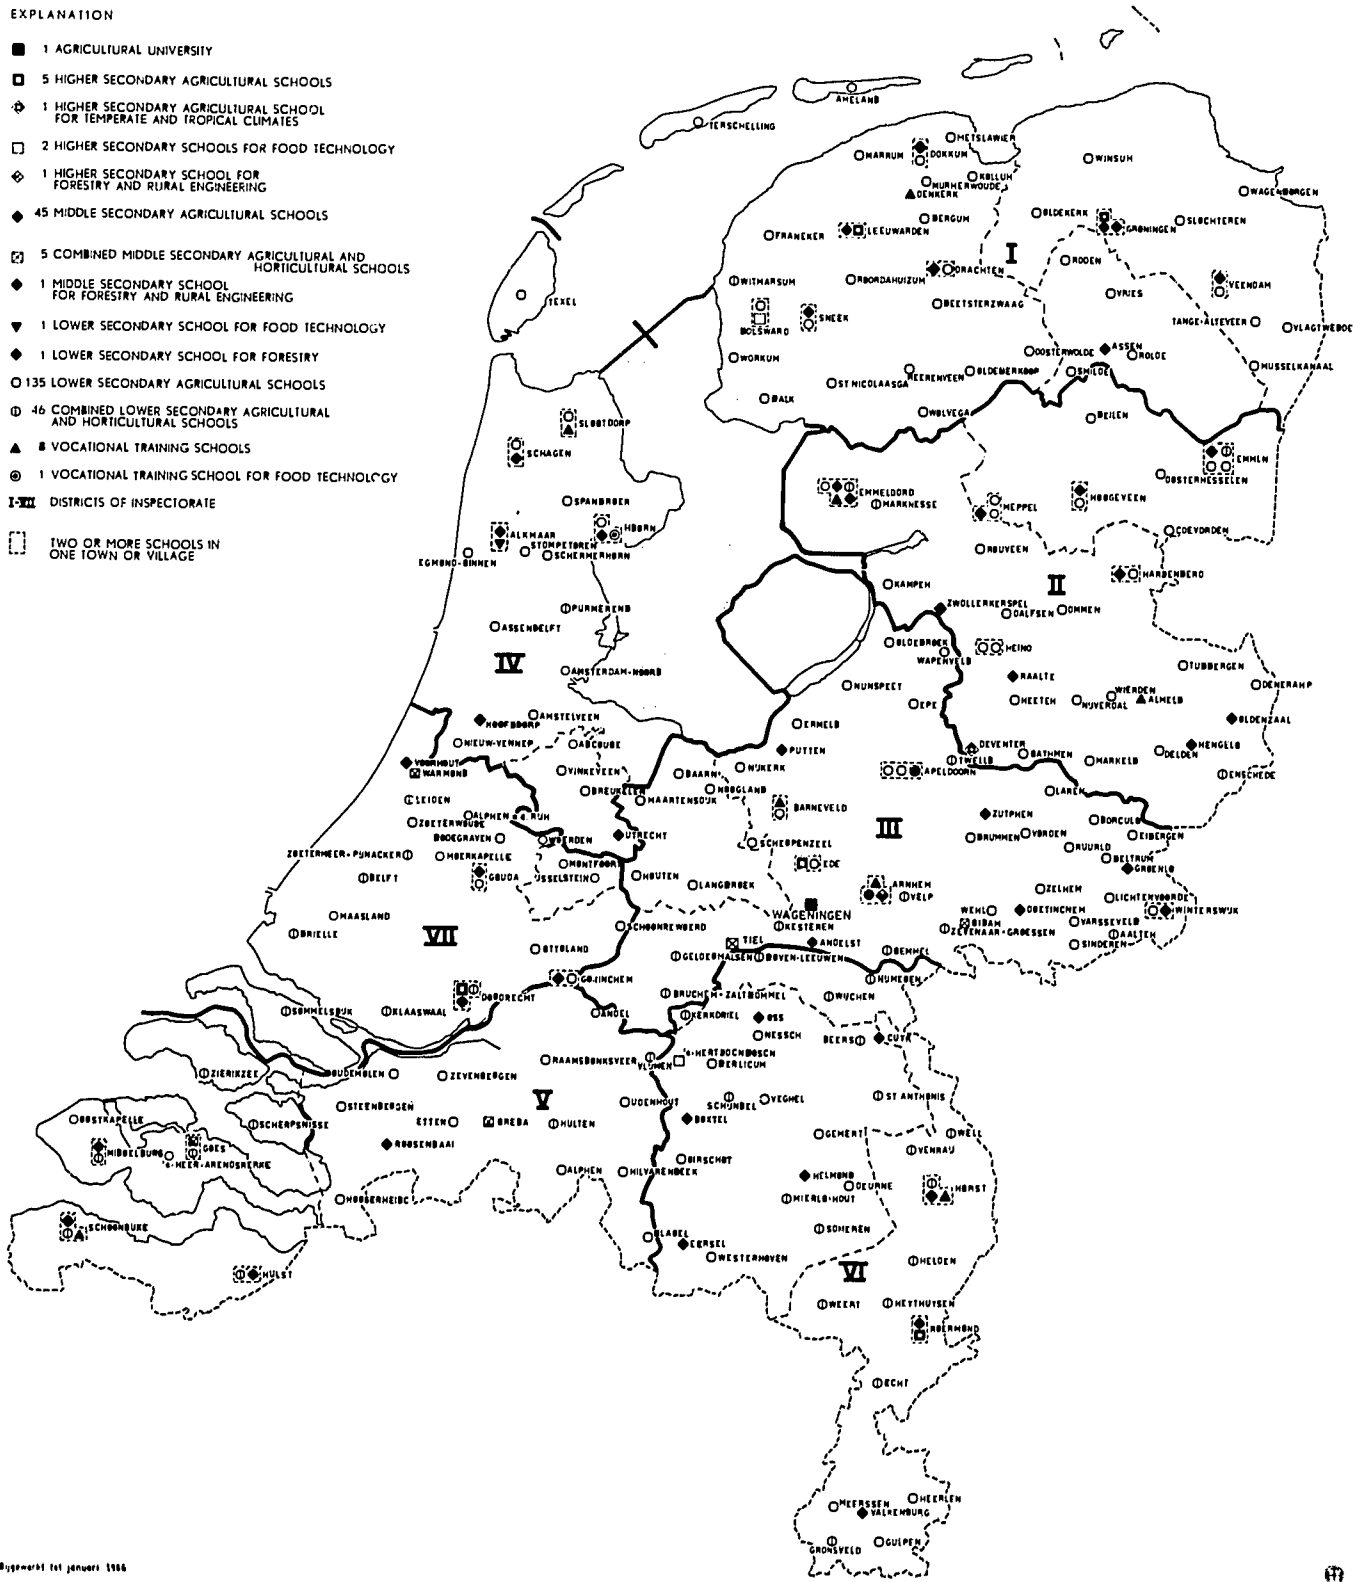 EXPLANATION
1 AGRICULTURAL UNIVERSITY
5 HIGHER SECONDARY AGRICULTURAL SCHOOLS
1 HIGHER SECONDARY AGRICULTURAL SCHOOL
FOR TEMPERATE AND TROPICAL CLIMATES
2 HIGHER SECONDARY SCHOOLS FOR FOOD TECHNOLOGY
1 HIGHER SECONDARY SCHOOL FOR
FORESTRY AND RURAL ENGINEERING
45 MIDDLE SECONDARY AGRICULTURAL SCHOOLS
5 COMBINED MIDDLE SECONDARY AGRICULTURAL AND
HORTICULTURAL SCHOOLS
1 MIDDLE SECONDARY SCHOOL
FOR FORESTRY AND RURAL ENGINEERING
1 LOWER SECONDARY SCHOOL FOR FOOD TECHNOLOGY
1 LOWER SECONDARY SCHOOL FOR FORESTRY
135 LOWER SECONDARY AGRICULTURAL SCHOOLS
46 COMBINED LOWER SECONDARY AGRICULTURAL
AND HORTICULTURAL SCHOOLS
8 VOCATIONAL TRAINING SCHOOLS
1 VOCATIONAL TRAINING SCHOOL FOR FOOD TECHNOLOGY
I-VII DISTRICTS OF INSPECTORATE
TWO OR MORE SCHOOLS IN
ONE TOWN OR VILLAGE
AMELAND
TERSCHELLING
METSLAWIER
MARRUM
DOKKUM
WINSUM
KOLLUM
MURMERWOUDE
DENKERK
WAGENBORGEN
BERGUM
OLDEKERK
SLOCHTEREN
FRANEKER
LEEUWARDEN
GRONINGEN
I
RODEN
DRACHTEN
WITMARSUM
ROORDAHUIZUM
VEENDAM
TEXEL
BEETSTERZWAAG
VRIES
BOLSWARD
SNEEK
TANGE-ALTEVEER
VLAGTWEDDE
WORKUM
OOSTERWOLDE
ASSEN
ROLDE
ST NICOLAASGA
HEERENVEEN
OLDEBERKOOP
SMILDE
MUSSELKANAAL
BALK
WOLVEGA
BEILEN
SLOOTDORP
SCHAGEN
EMMEN
OOSTERHESSELEN
EMMELOORD
MARKNESSE
MEPPEL
HOOGEVEEN
SPANBROEK
HOORN
ALKMAAR
STOMPETOREN
SCHERMERHORN
EGMOND-BINNEN
COEVORDEN
ROUVEEN
HARDENBERG
II
KAMPEN
ZWOLLERKERSPEL
DALFSEN
OMMEN
PURMEREND
ASSENDELFT
OLDEBROEK
WAPENVELD
HEINO
IV
AMSTERDAM-NOORD
TUBBERGEN
RAALTE
NUNSPEET
DENEKAMP
EPE
HEETEN
NIJVERDAL
WIERDEN
ALMELO
OLDENZAAL
HOOFDDORP
AMSTELVEEN
ERMELO
NIEUW-VENNEP
ABCOUDE
PUTTEN
DEVENTER
BATHMEN
HENGELO
DELDEN
VOORHOUT
WARMOND
TWELLO
MARKELO
ENSCHEDE
VINKEVEEN
BAARN
NIJKERK
APELDOORN
BREUKELEN
HOOGLAND
LAREN
LEIDEN
MAARTENSDIJK
BARNEVELD
ZUTPHEN
ZOETERWOUDE
ALPHEN a.d. RIJN
BORCULO
III
BODEGRAVEN
WOERDEN
UTRECHT
SCHERPENZEEL
BRUMMEN
VORDEN
EIBERGEN
ZOETERMEER-PIJNACKER
MOERKAPELLE
MONTFOORT
RUURLO
BELTRUM
GROENLO
DELFT
GOUDA
IJSSELSTEIN
HOUTEN
LANGBROEK
EDE
ARNHEM
VELP
ZELHEM
LICHTENVOORDE
WAGENINGEN
WEHL
DOETINCHEM
WINTERSWIJK
MAASLAND
SCHOONREWOERD
KESTEREN
DIDAM
ZEVENAAR-GROESSEN
VARSSEVELD
AALTEN
SINDEREN
BRIELLE
VII
OTTOLAND
TIEL
ANDELST
GELDERMALSEN
BOVEN-LEEUWEN
BEMMEL
NIJMEGEN
GORINCHEM
DORDRECHT
BRUCHEM-ZALTBOMMEL
WIJCHEN
SOMMELSDIJK
KLAASWAAL
ANDEL
KERKDRIEL
OSS
NESSCH
BEERS
CUYK
'S-HERTOGENBOSCH
VLIJMEN
BERLICUM
RAAMSDONKSVEER
ZIERIKZEE
OUDEMOLEN
ZEVENBERGEN
V
STEENBERGEN
OOSTKAPELLE
SCHERPENISSE
ETTEN
BREDA
HULTEN
UDENHOUT
SCHIJNDEL
VEGHEL
ST ANTHONIS
BOXTEL
GEMERT
WELL
VENRAY
MIDDELBURG
GOES
'S-HEER-ARENDSKERKE
ROOSENDAAL
ALPHEN
HILVARENBEEK
OIRSCHOT
HELMOND
DEURNE
MIERLO-HOUT
HORST
HOOGERHEIDE
SCHOONDIJKE
SOMEREN
BLADEL
EERSEL
WESTERHOVEN
HULST
HELDEN
VI
WEERT
HEYTHUYSEN
ROERMOND
ECHT
MEERSSEN
HEERLEN
VALKENBURG
GRONSVELD
GULPEN
Bijgewerkt tot januari 1966